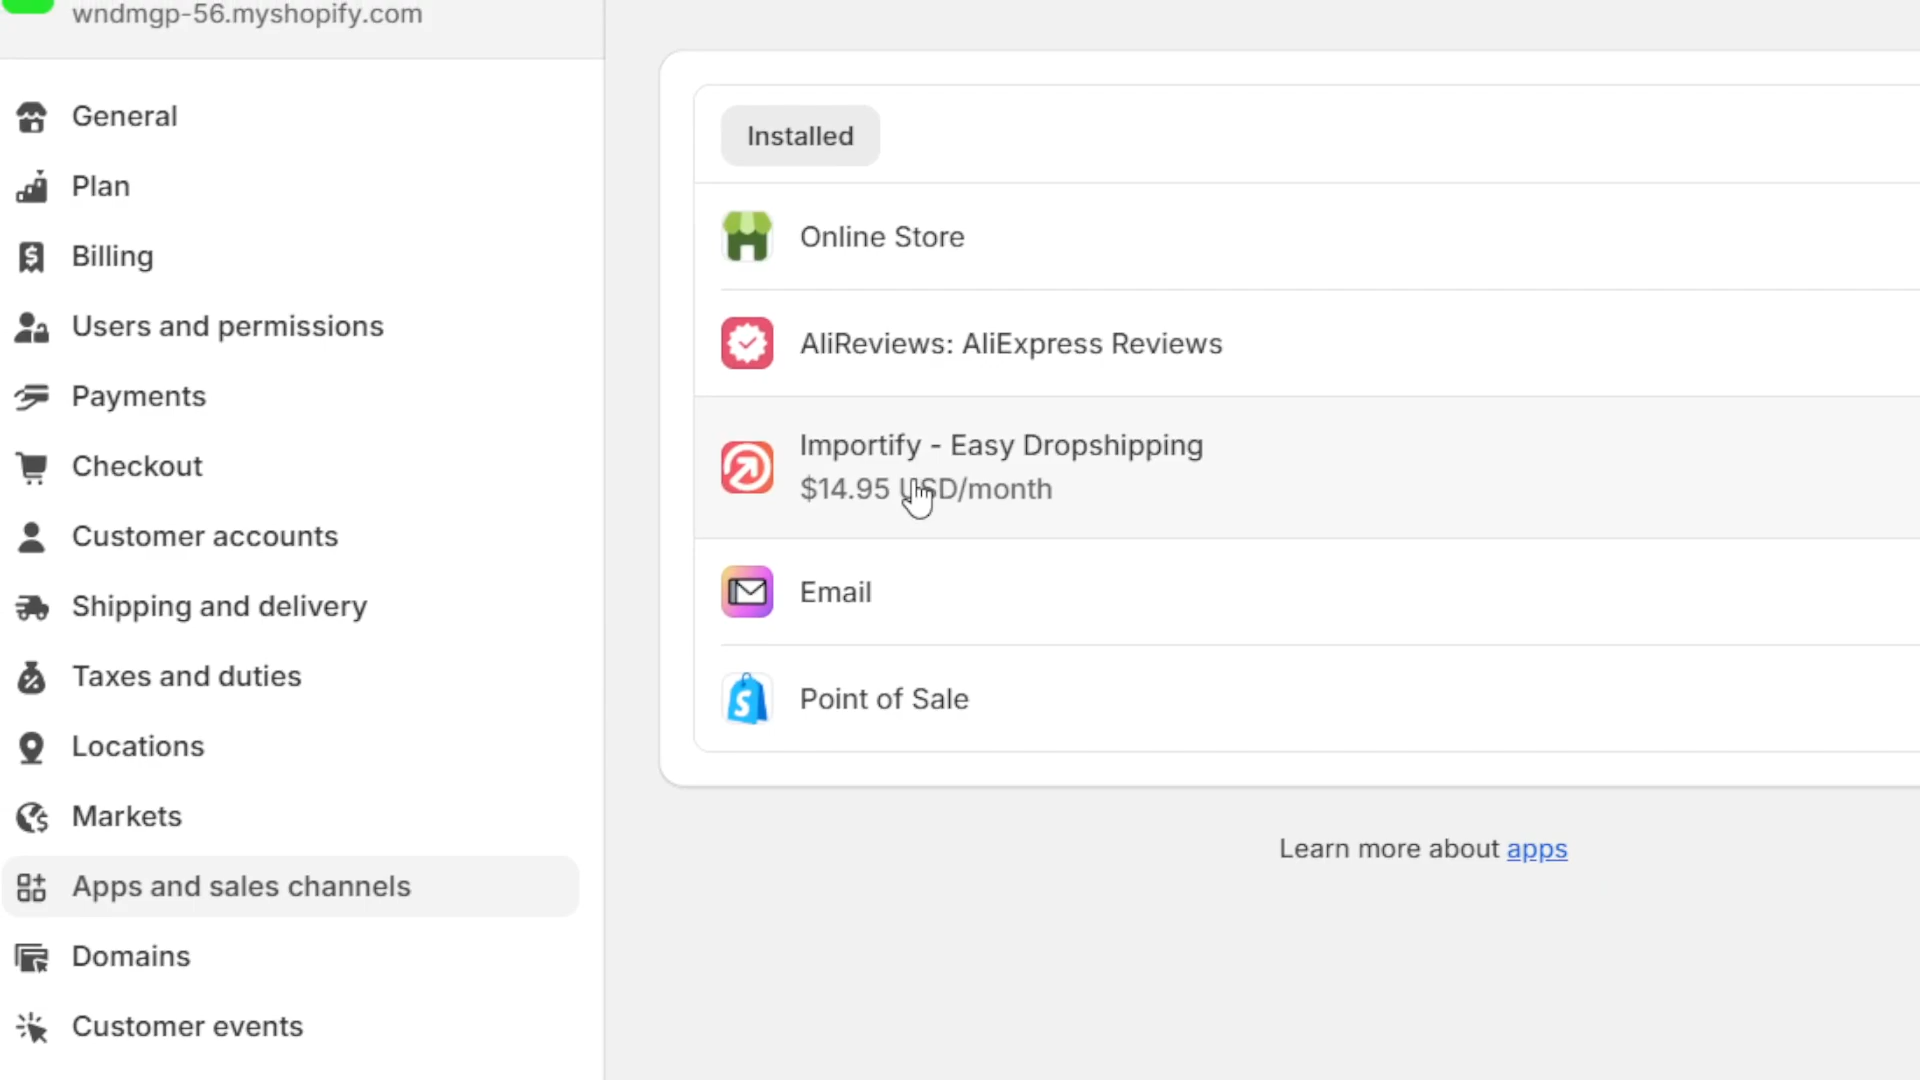 wndmgp-56.myshopify.com
General
Plan
Billing
Users and permissions
Payments
Checkout
Customer accounts
Shipping and delivery
Taxes and duties
Locations
Markets
Apps and sales channels
Domains
Customer events
Installed
Online Store
AliReviews: AliExpress Reviews
Importify - Easy Dropshipping
$14.95 USD/month
Email
Point of Sale
Learn more about apps